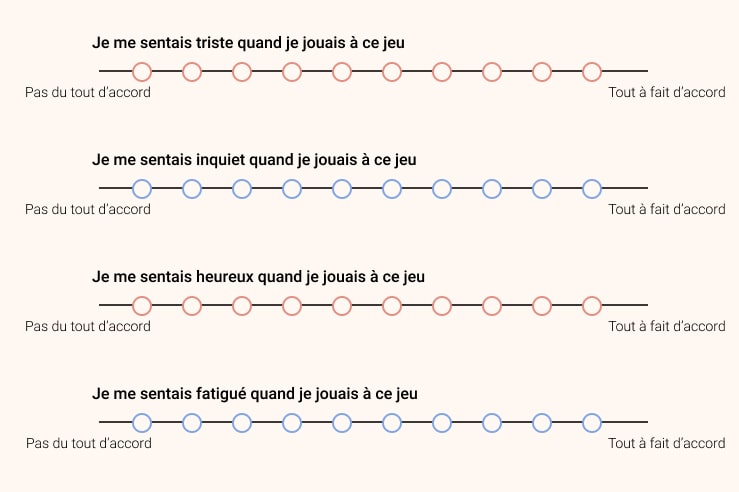 Je me sentais triste quand je jouais à ce jeu
Pas du tout d'accord
Tout à fait d'accord
Je me sentais inquiet quand je jouais à ce jeu
Pas du tout d'accord
Tout à fait d'accord
Je me sentais heureux quand je jouais à ce jeu
Pas du tout d'accord
Tout à fait d'accord
Je me sentais fatigué quand je jouais à ce jeu
Pas du tout d'accord
Tout à fait d'accord